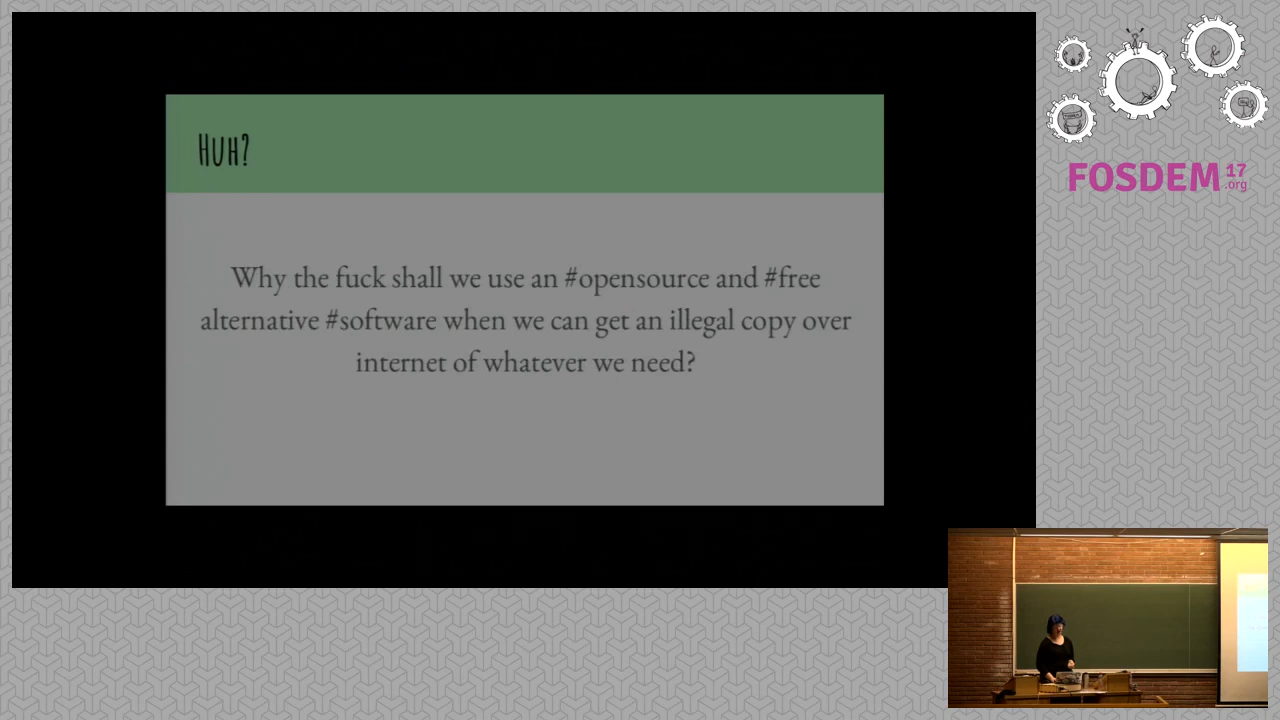 Huh?
Why the fuck shall we use an #opensource and #free
alternative #software when we can get an illegal copy over
internet of whatever we need?
FOSDEM 17
.org